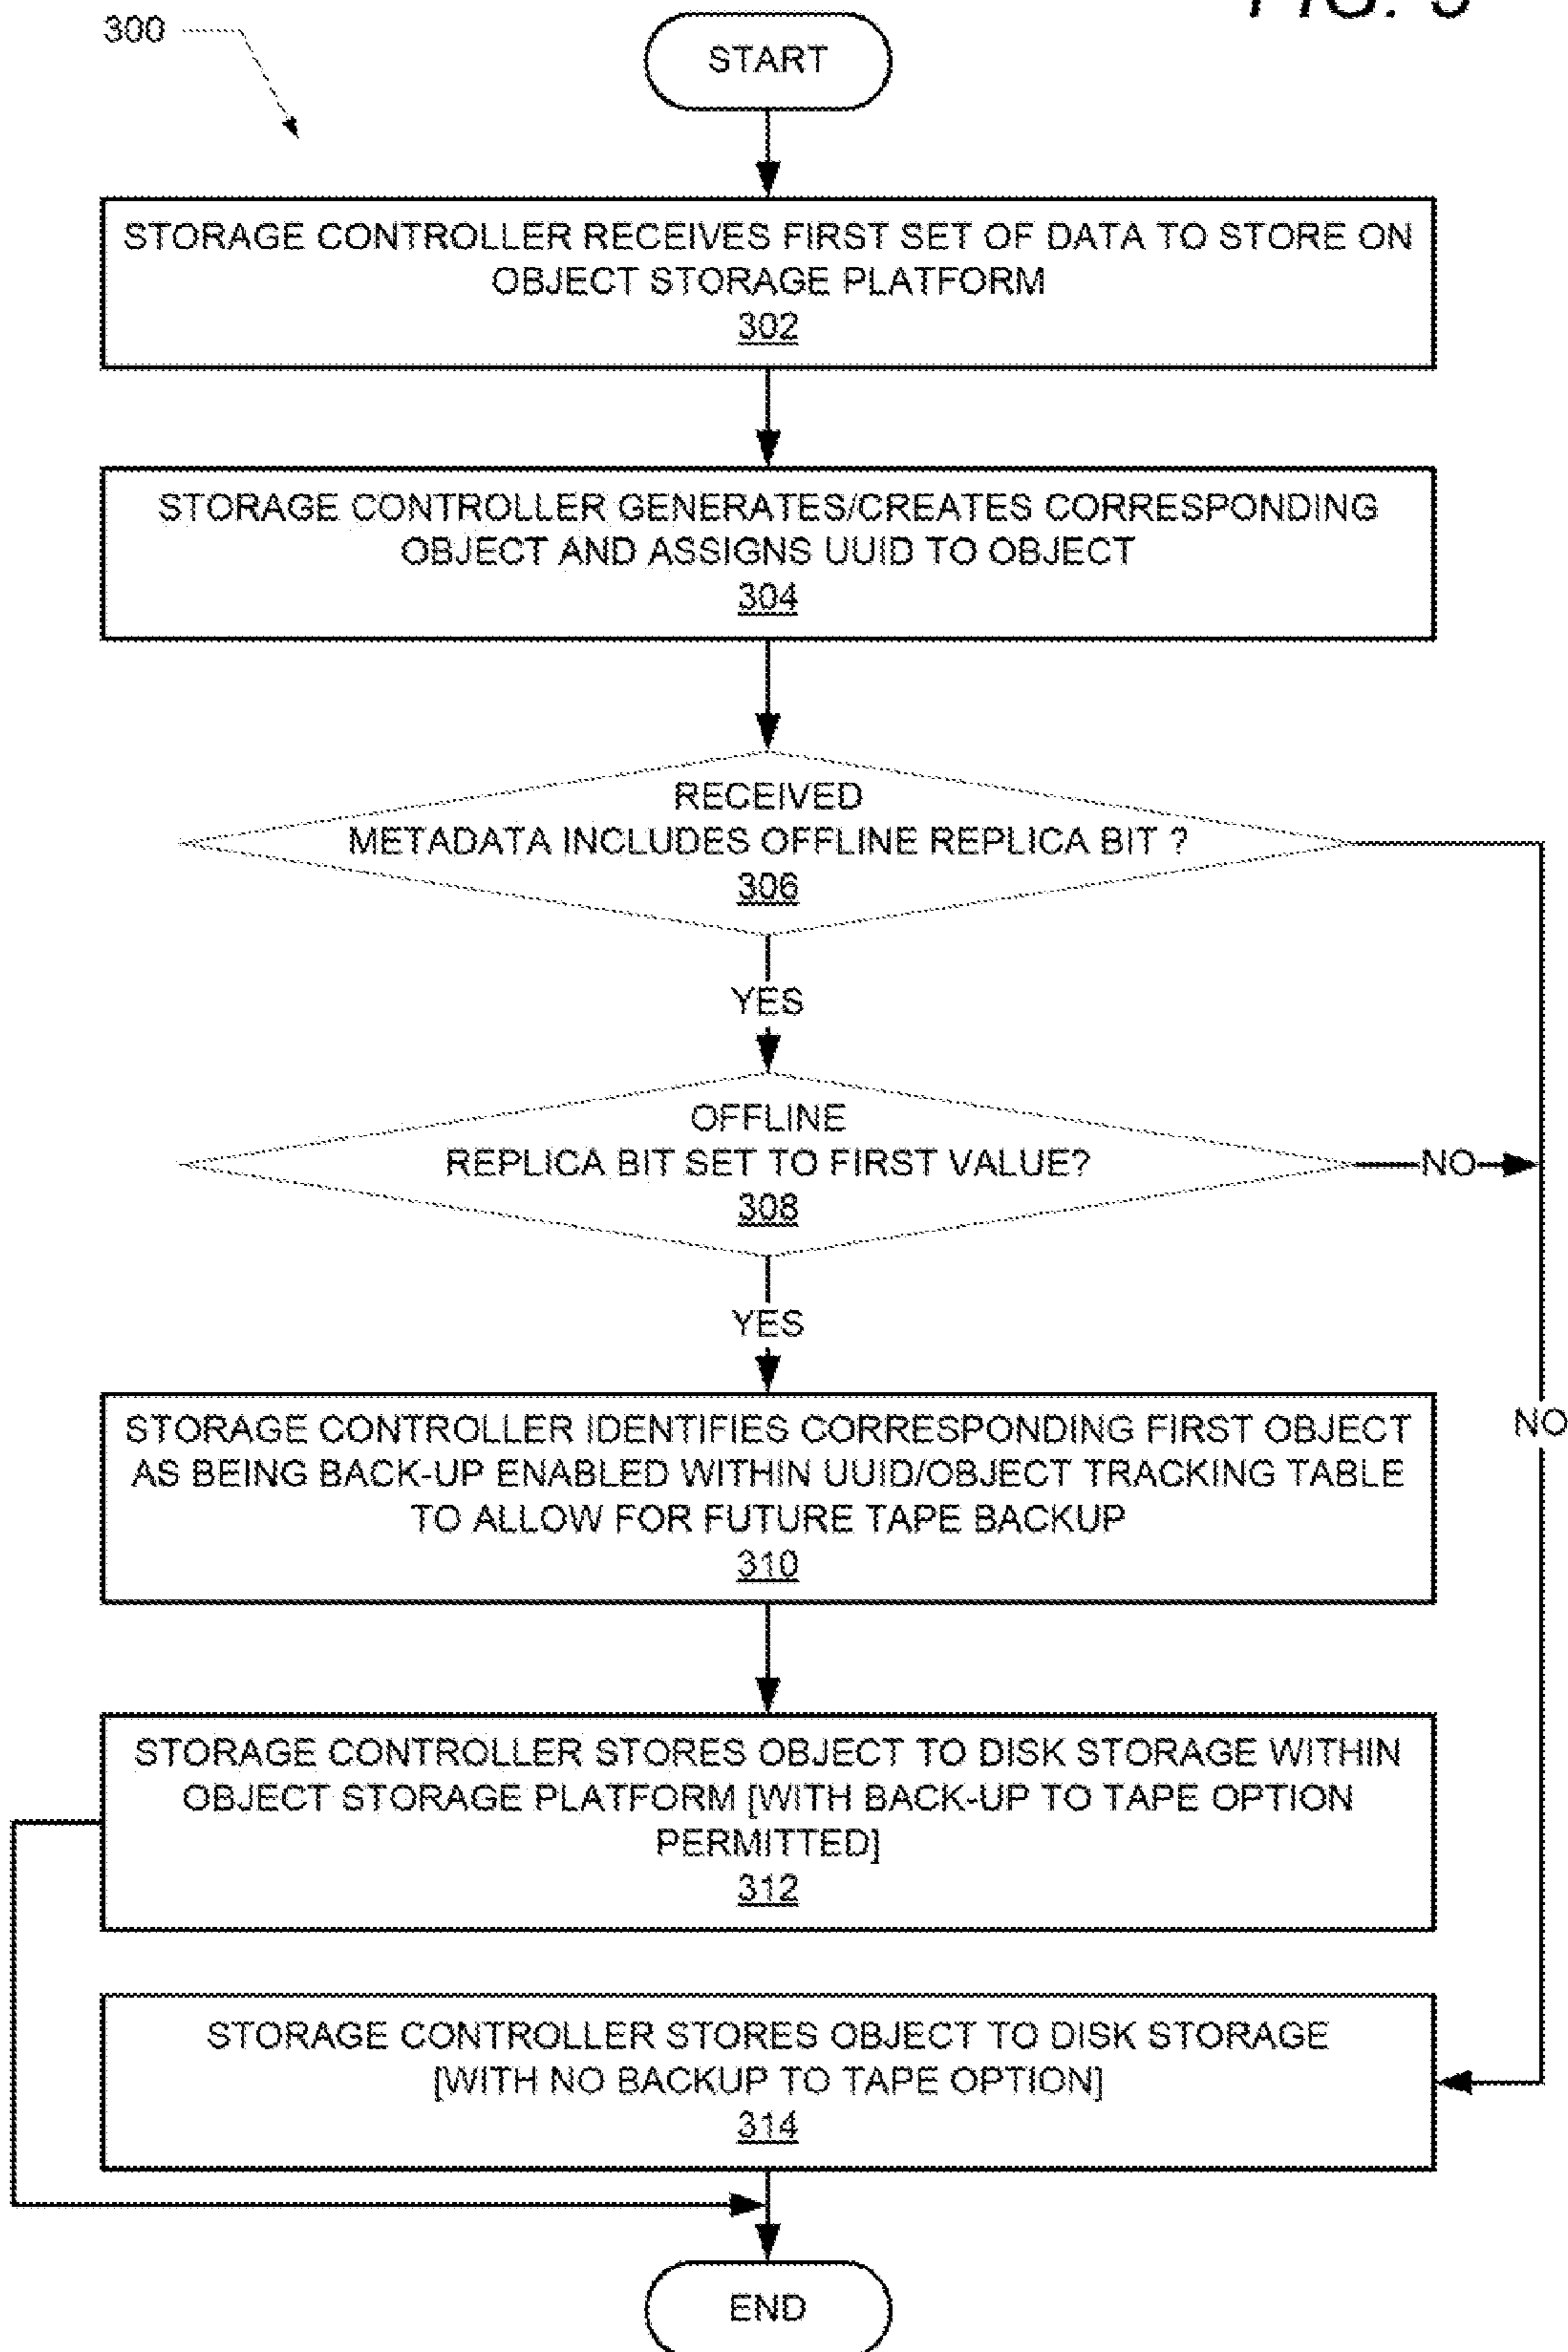 300
START
STORAGE CONTROLLER RECEIVES FIRST SET OF DATA TO STORE ON
OBJECT STORAGE PLATFORM
302
STORAGE CONTROLLER GENERATES/CREATES CORRESPONDING
OBJECT AND ASSIGNS UUID TO OBJECT
304
RECEIVED
METADATA INCLUDES OFFLINE REPLICA BIT ?
306
YES
OFFLINE
REPLICA BIT SET TO FIRST VALUE?
308
NO
YES
STORAGE CONTROLLER IDENTIFIES CORRESPONDING FIRST OBJECT
AS BEING BACK-UP ENABLED WITHIN UUID/OBJECT TRACKING TABLE
TO ALLOW FOR FUTURE TAPE BACKUP
310
NO
STORAGE CONTROLLER STORES OBJECT TO DISK STORAGE WITHIN
OBJECT STORAGE PLATFORM [WITH BACK-UP TO TAPE OPTION
PERMITTED]
312
STORAGE CONTROLLER STORES OBJECT TO DISK STORAGE
[WITH NO BACKUP TO TAPE OPTION]
314
END